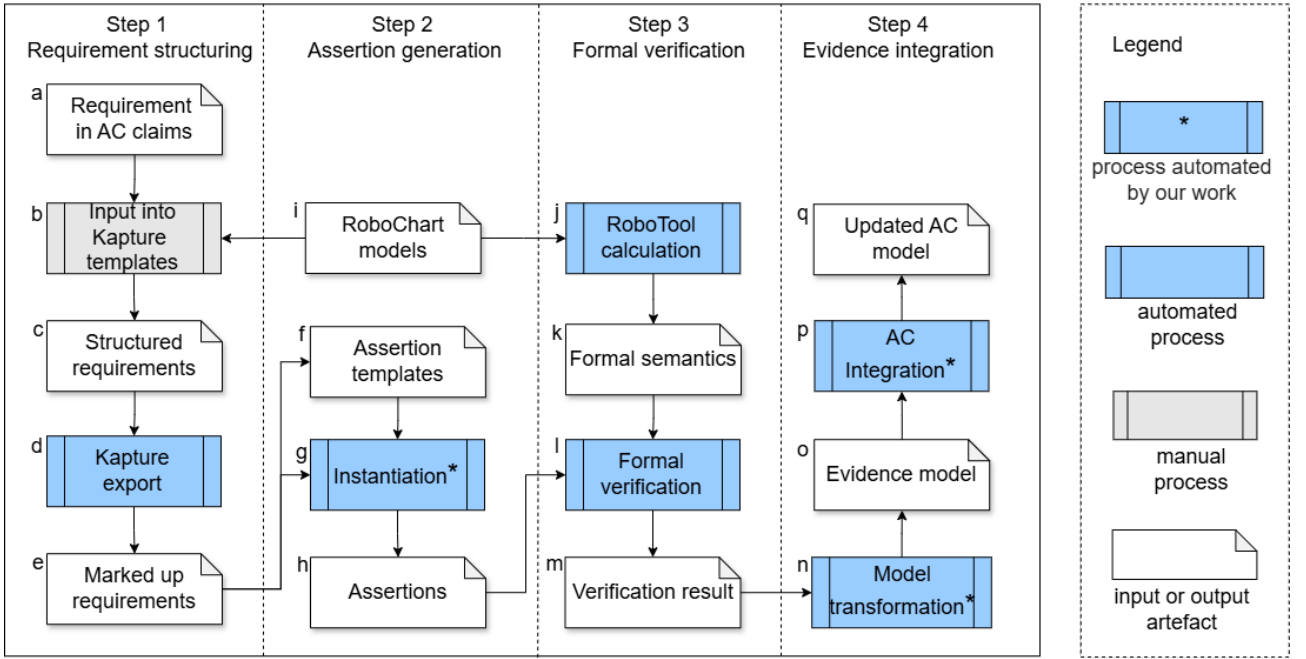 Step 1
Requirement structuring
Step 2
Assertion generation
Step 3
Formal verification
Step 4
Evidence integration
a
Requirement
in AC claims
b
Input into
Kapture
templates
c
Structured
requirements
d
Kapture
export
e
Marked up
requirements
i
RoboChart
models
f
Assertion
templates
g
Instantiation*
h
Assertions
j
RoboTool
calculation
k
Formal semantics
l
Formal
verification
m
Verification result
q
Updated AC
model
p
AC
Integration*
o
Evidence model
n
Model
transformation*
Legend
*
process automated
by our work
automated
process
manual
process
input or output
artefact